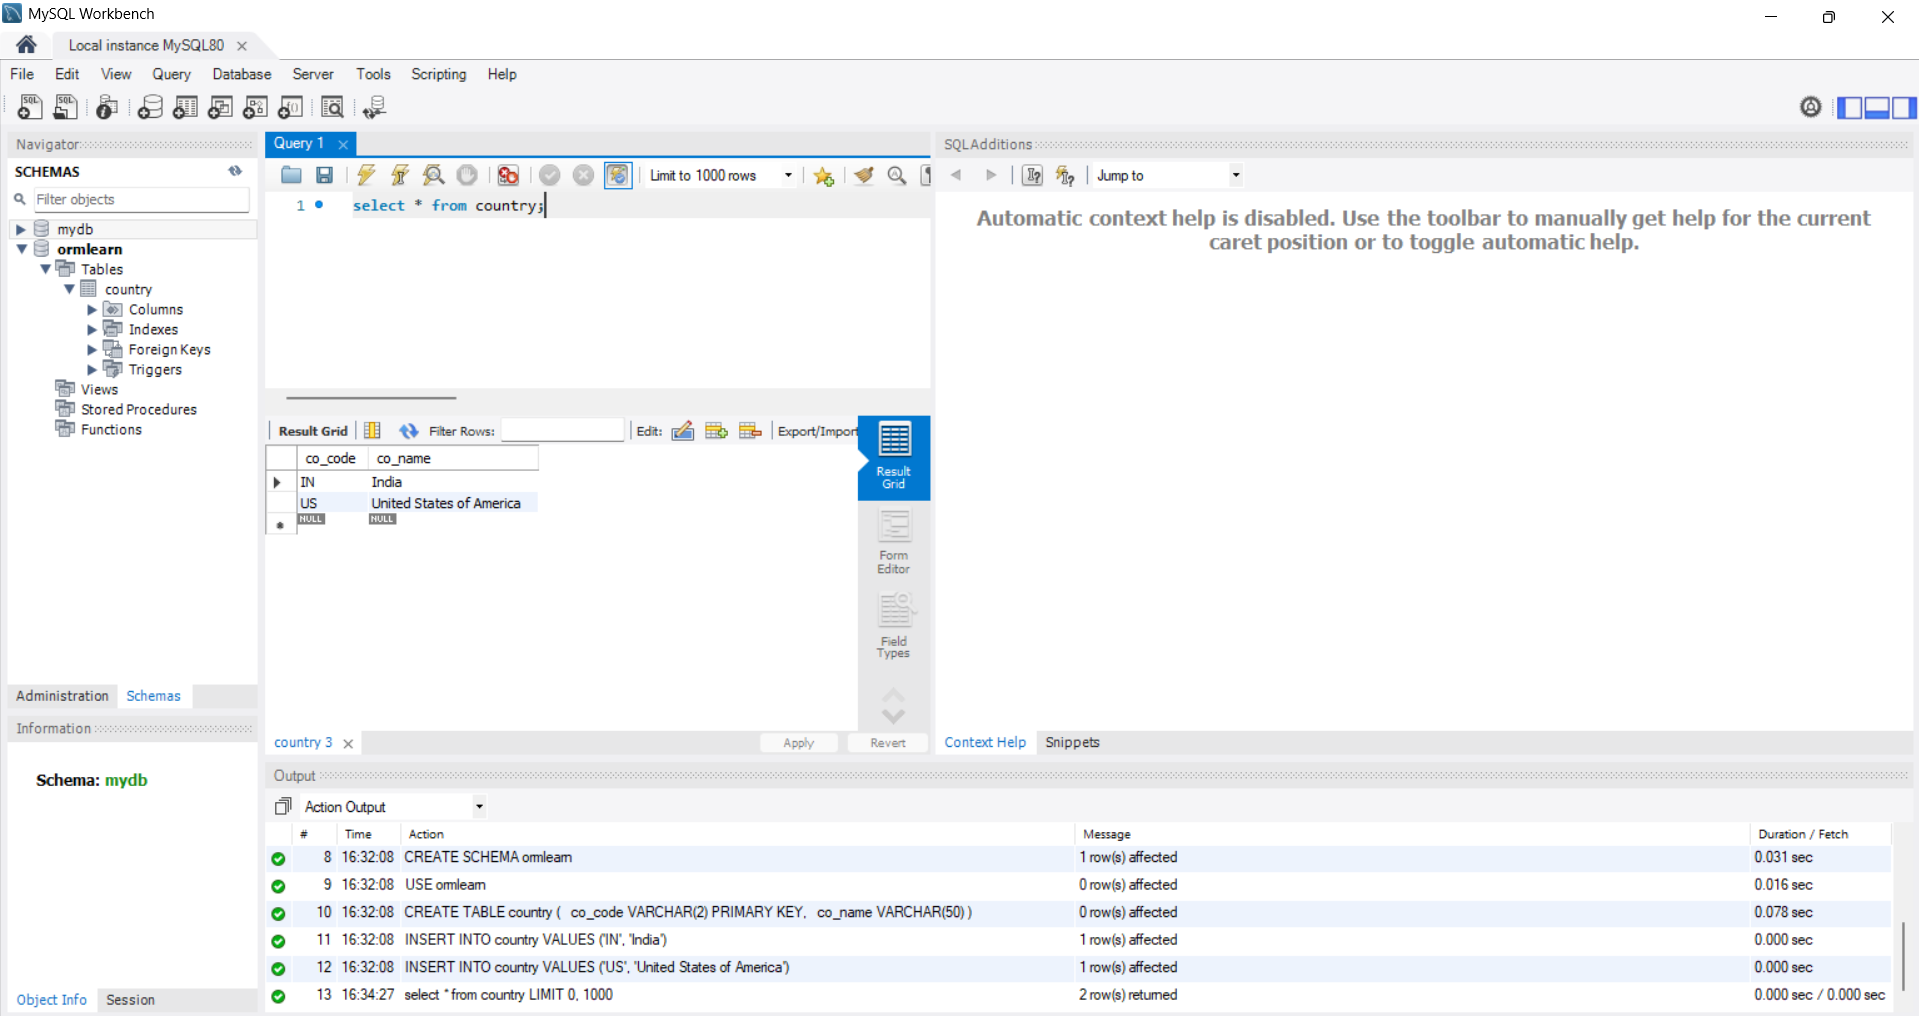 MySQL Workbench
Local instance MySQL80
File Edit View Query Database Server Tools Scripting Help
Navigator
SCHEMAS
Filter objects
mydb
ormlearn
Tables
country
Columns
Indexes
Foreign Keys
Triggers
Views
Stored Procedures
Functions
Administration Schemas
Information
Schema: mydb
Object Info Session
Query 1
Limit to 1000 rows
1 select * from country;
Result Grid Filter Rows: Edit: Export/Import
co_code co_name
IN India
US United States of America
NULL NULL
Result
Grid
Form
Editor
Field
Types
country 3 Apply Revert
SQLAdditions
Jump to
Automatic context help is disabled. Use the toolbar to manually get help for the current
caret position or to toggle automatic help.
Context Help Snippets
Output
Action Output
# Time Action Message Duration / Fetch
8 16:32:08 CREATE SCHEMA ormlearn 1 row(s) affected 0.031 sec
9 16:32:08 USE ormlearn 0 row(s) affected 0.016 sec
10 16:32:08 CREATE TABLE country ( co_code VARCHAR(2) PRIMARY KEY, co_name VARCHAR(50) ) 0 row(s) affected 0.078 sec
11 16:32:08 INSERT INTO country VALUES ('IN', 'India') 1 row(s) affected 0.000 sec
12 16:32:08 INSERT INTO country VALUES ('US', 'United States of America') 1 row(s) affected 0.000 sec
13 16:34:27 select * from country LIMIT 0, 1000 2 row(s) returned 0.000 sec / 0.000 sec